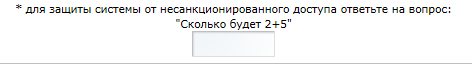 * для защиты системы от несанкционированного доступа ответьте на вопрос:
"Сколько будет 2+5"